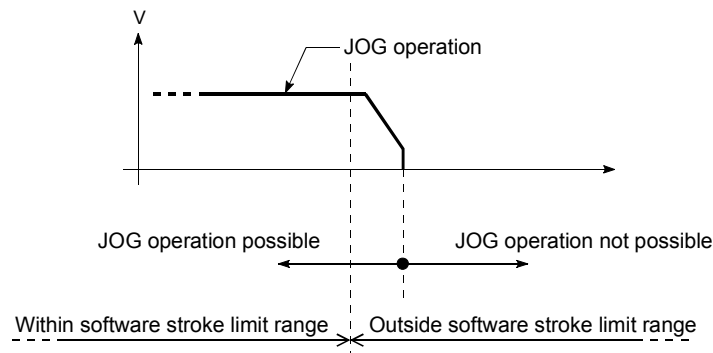 V
JOG operation
JOG operation possible
JOG operation not possible
Within software stroke limit range
Outside software stroke limit range